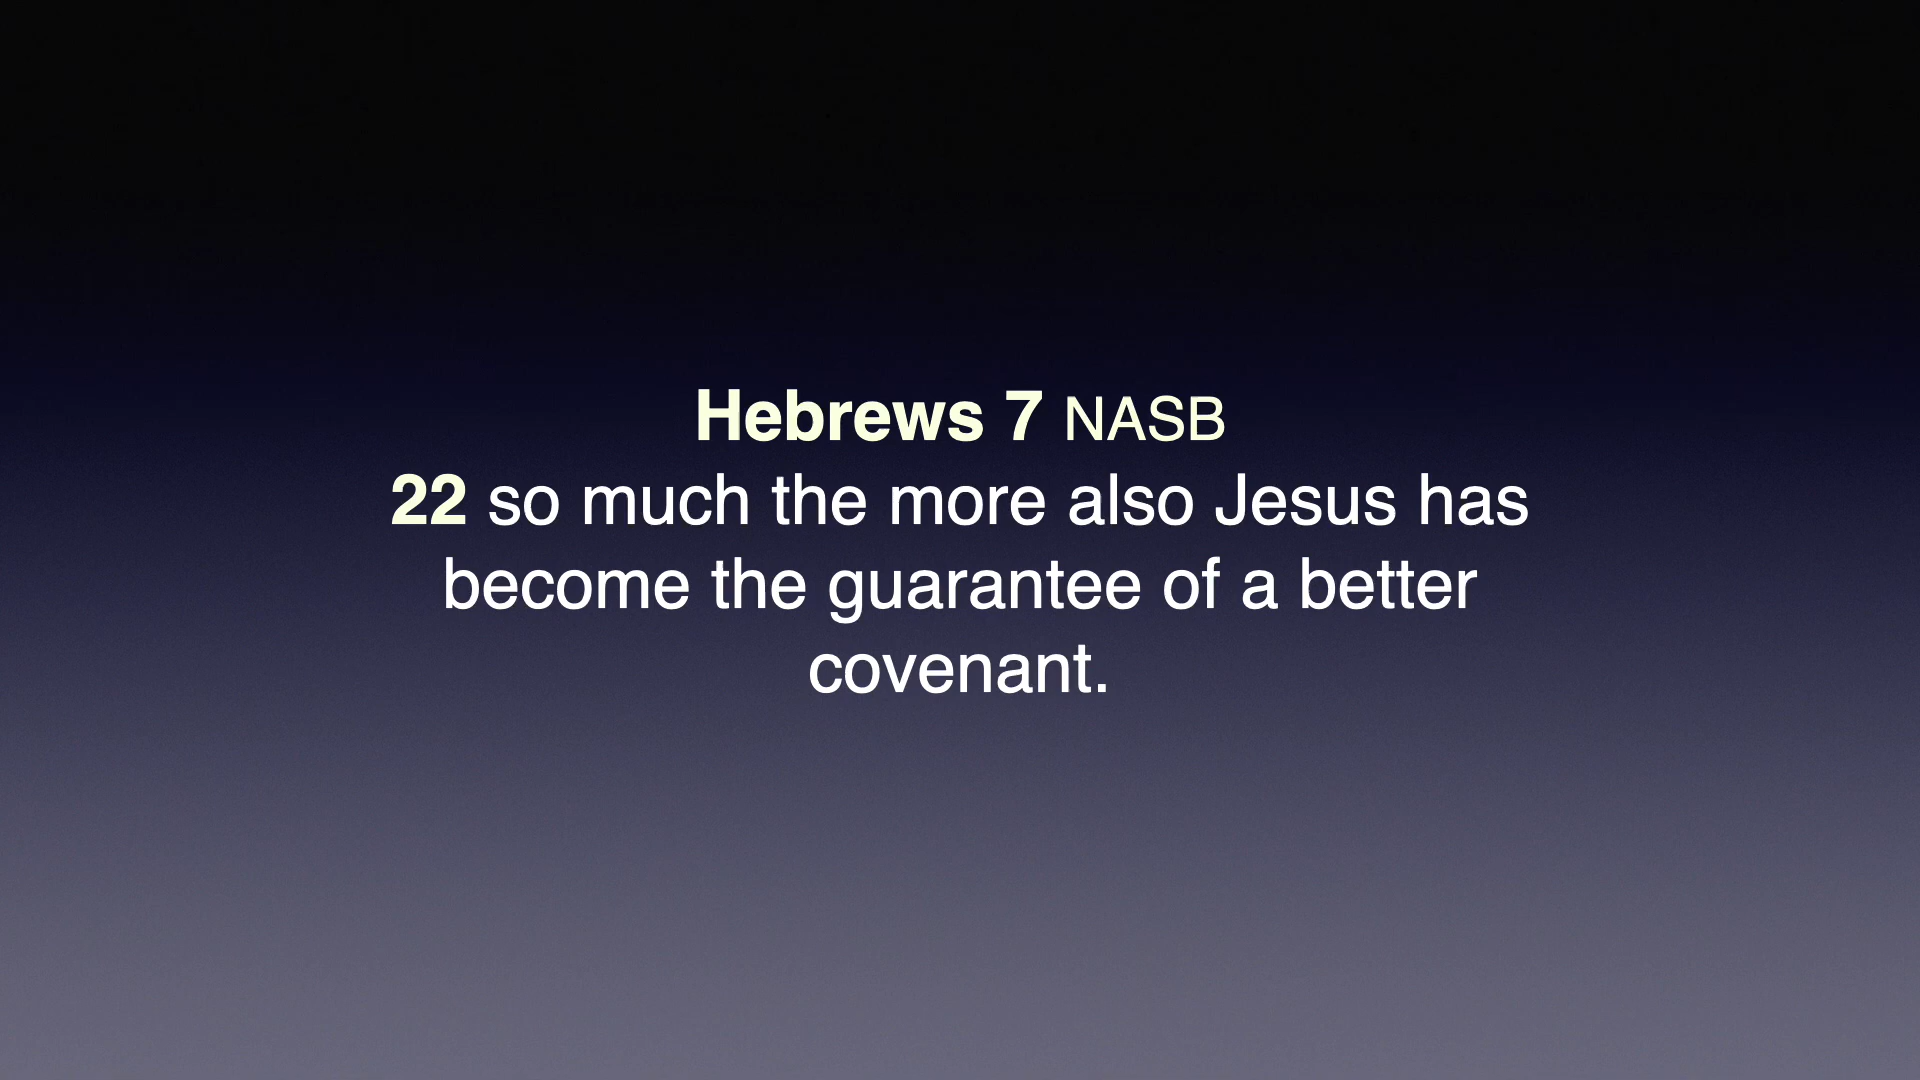 Hebrews 7 NASB
22 so much the more also Jesus has
become the guarantee of a better
covenant.